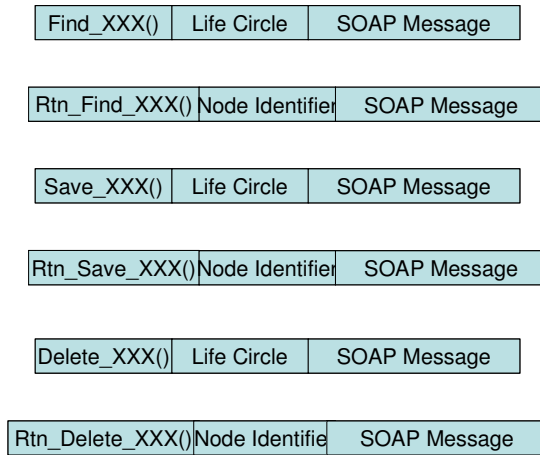 Find_XXX() Life Circle SOAP Message
Rtn_Find_XXX() Node Identifier SOAP Message
Save_XXX() Life Circle SOAP Message
Rtn_Save_XXX() Node Identifier SOAP Message
Delete_XXX() Life Circle SOAP Message
Rtn_Delete_XXX() Node Identifie SOAP Message